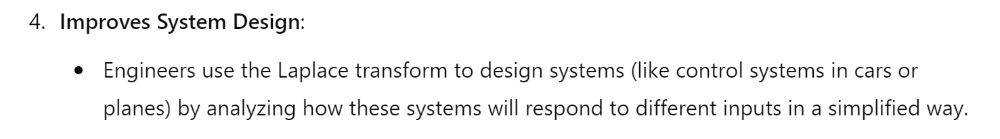 4. Improves System Design:
• Engineers use the Laplace transform to design systems (like control systems in cars or
planes) by analyzing how these systems will respond to different inputs in a simplified way.